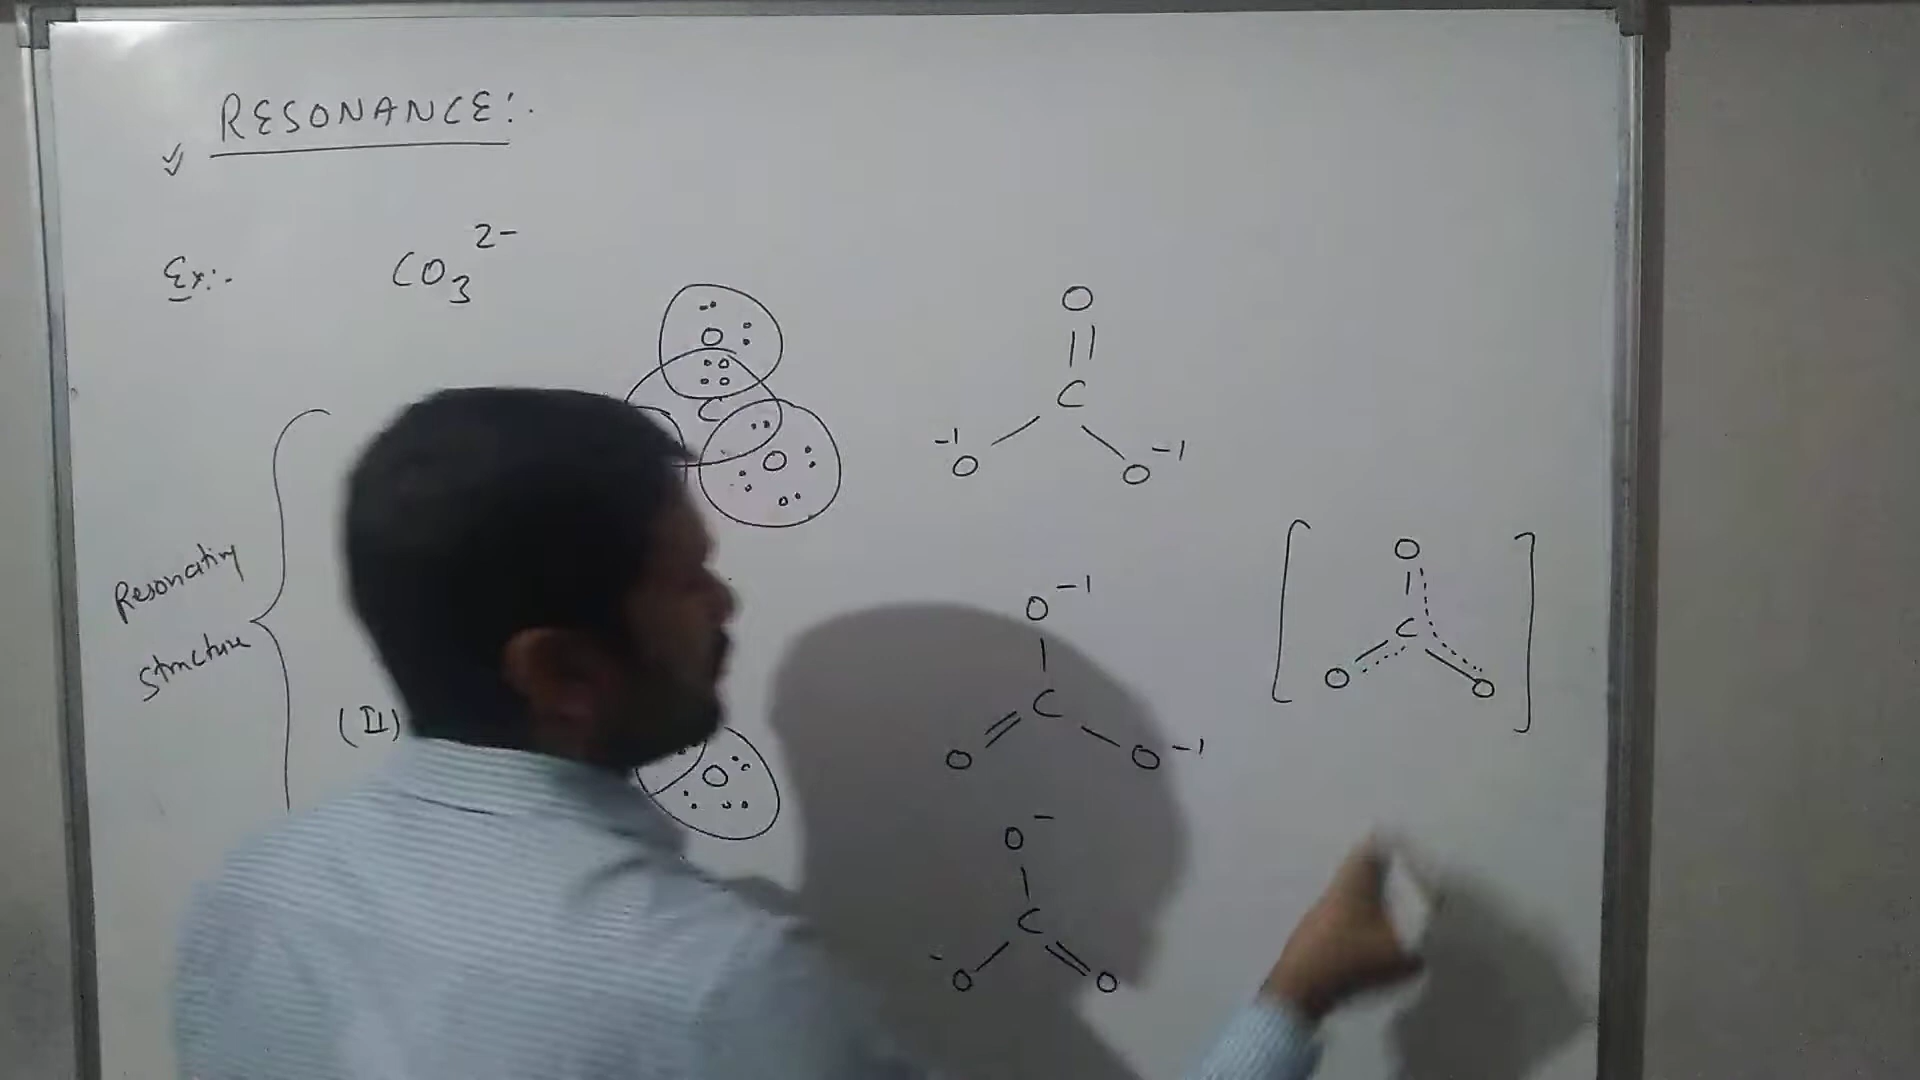 RESONANCE:-
Ex:-
CO3 2-
O
C
O
O
C
-1 O
O -1
Resonating
structure
(II)
O
O -1
C
O
O -1
O
C
O
O
O -
C
- O
O